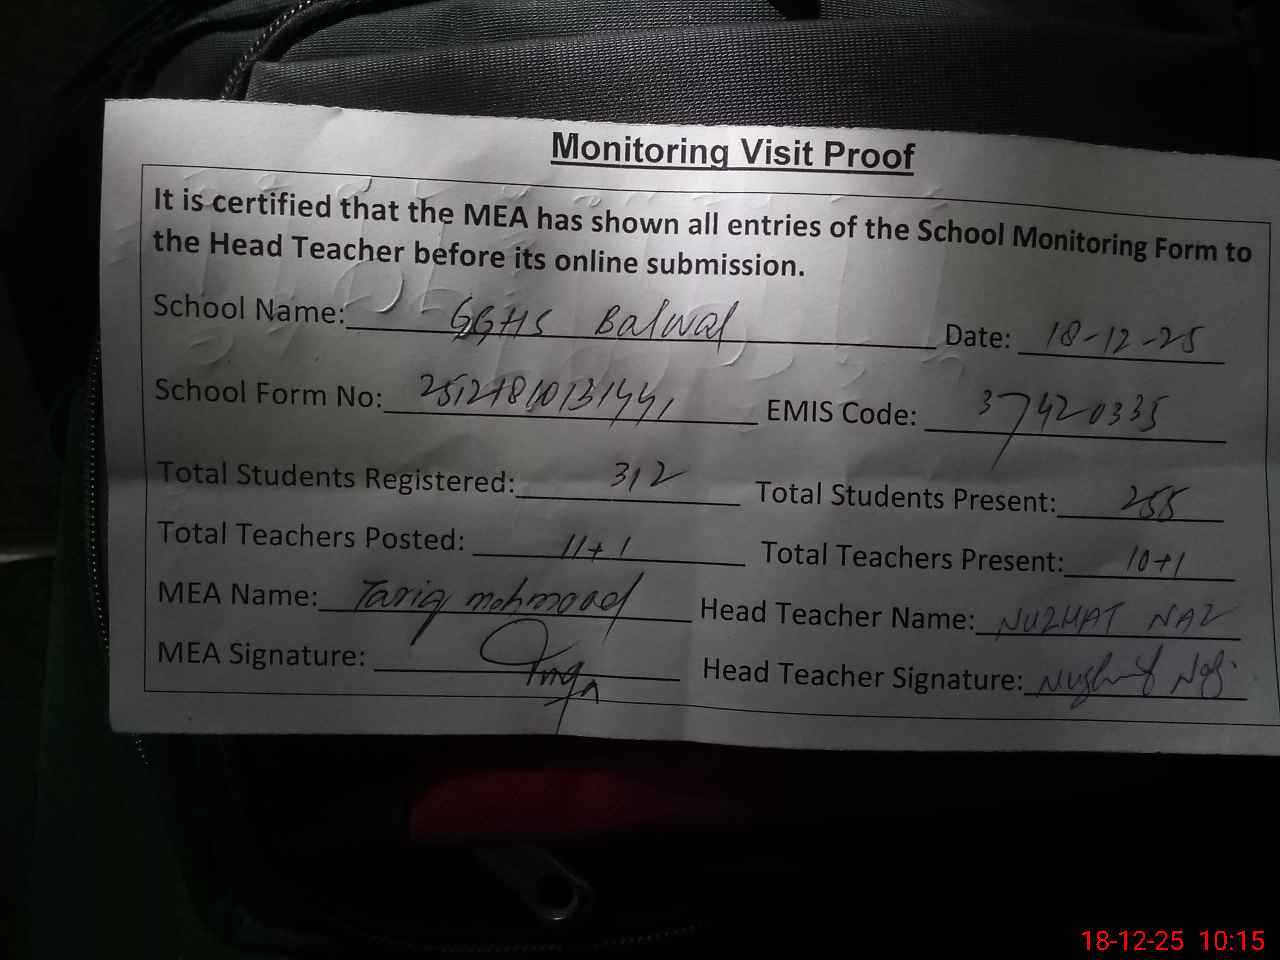 Monitoring Visit Proof
It is certified that the MEA has shown all entries of the School Monitoring Form to
the Head Teacher before its online submission.
School Name: GGHS Balwal Date: 18-12-25
School Form No: EMIS Code: 37420335
Total Students Registered: 312 Total Students Present: 255
Total Teachers Posted: 11+1 Total Teachers Present: 10+1
MEA Name: Tariq mehmood Head Teacher Name: NUZHAT NAZ
MEA Signature: Head Teacher Signature: Nuzhat Naz
18-12-25 10:15